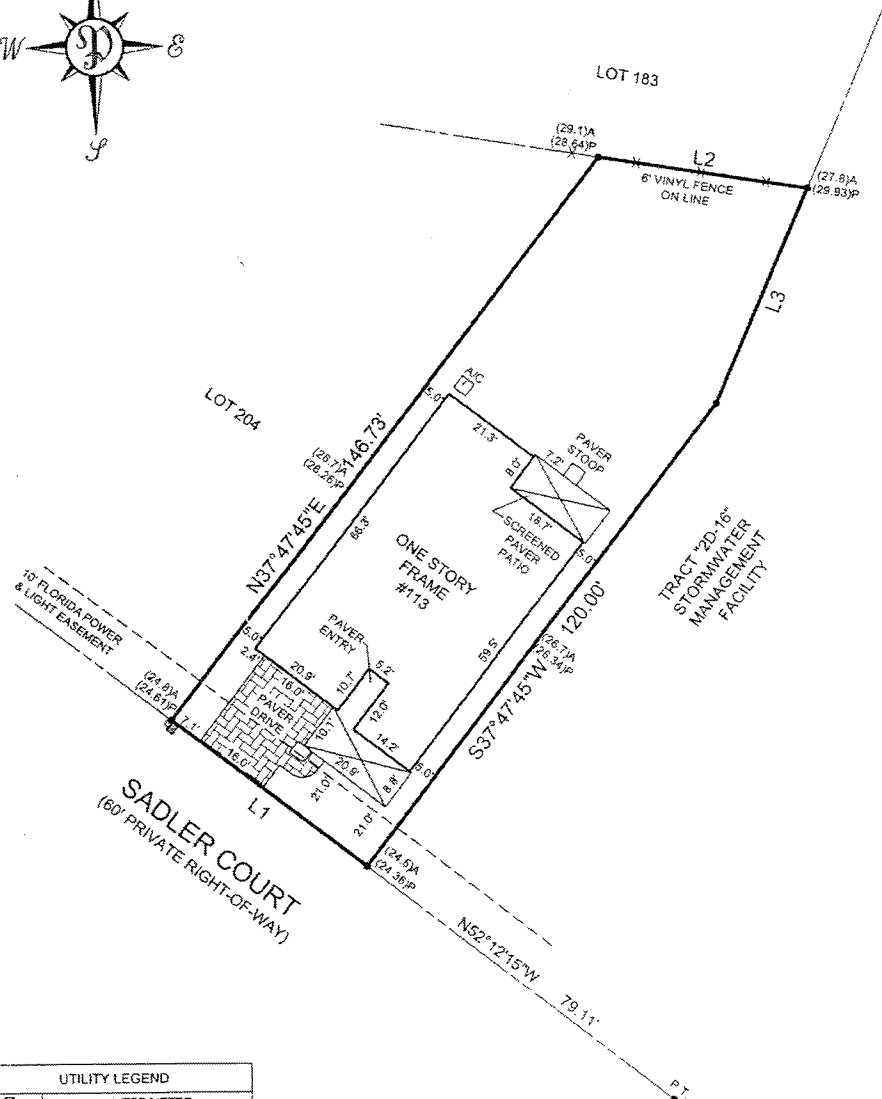 W
E
S
LOT 183
(29.1)A
(28.64)P
L2
6' VINYL FENCE
ON LINE
(27.8)A
(29.93)P
L3
A/C
5.0'
21.3'
LOT 204
146.73'
(26.7)A
(26.26)P
N37°47'45"E
PAVER
STOOP
7.2'
8.0'
16.7'
SCREENED
PAVER
PATIO
5.0'
66.3'
ONE STORY
FRAME
#113
TRACT "2D-16"
STORMWATER
MANAGEMENT
FACILITY
120.00'
(26.7)A
(26.34)P
59.5'
S37°47'45"W
10' FLORIDA POWER
& LIGHT EASEMENT
PAVER
ENTRY
5.0'
2.4'
20.9'
16.0'
10.7'
5.2'
12.0'
14.2'
PAVER
DRIVE
10.1'
20.9'
8.8'
5.0'
(24.8)A
(24.61)P
7.1'
16.0'
21.0'
21.0'
L1
SADLER COURT
(60' PRIVATE RIGHT-OF-WAY)
(24.6)A
(24.36)P
N52°12'15"W
79.11'
P.T.
UTILITY LEGEND